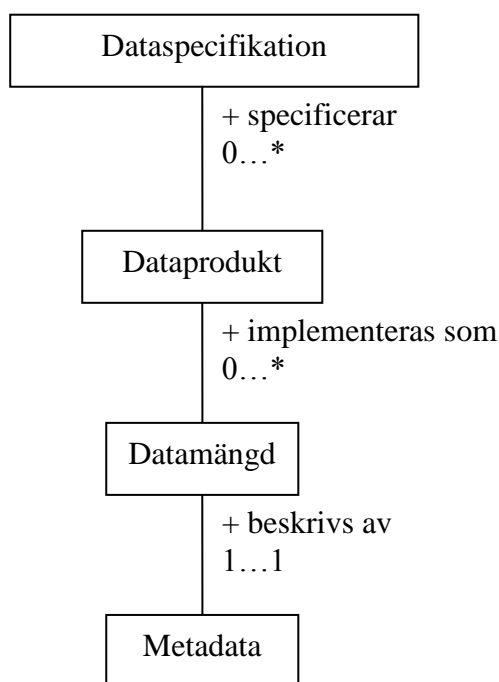 Dataspecifikation
+ specificerar
0…*
Dataprodukt
+ implementeras som
0…*
Datamängd
+ beskrivs av
1…1
Metadata